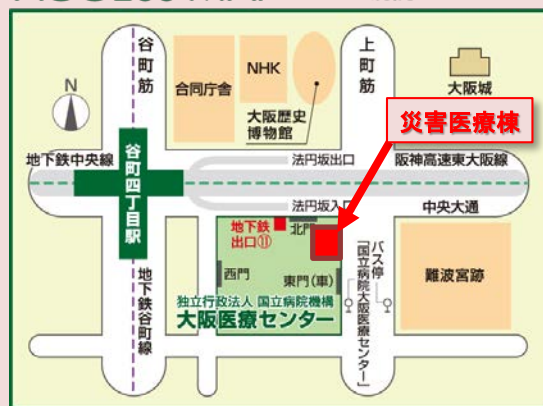 谷町筋
上町筋
N
合同庁舎
NHK
大阪歴史
博物館
大阪城
災害医療棟
地下鉄中央線
谷町四丁目駅
法円坂出口
阪神高速東大阪線
法円坂入口
中央大通
地下鉄
出口⑪
北門
西門
東門(車)
バス停
「国立病院大阪医療センター」
難波宮跡
地下鉄谷町線
独立行政法人 国立病院機構
大阪医療センター